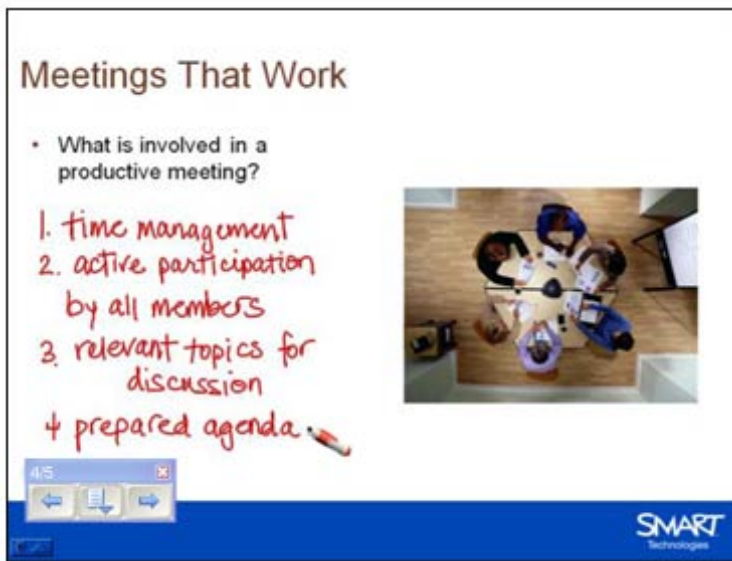 Meetings That Work
• What is involved in a
productive meeting?
1. time management
2. active participation
by all members
3. relevant topics for
discussion
4 prepared agenda
4/5
SMART
Technologies